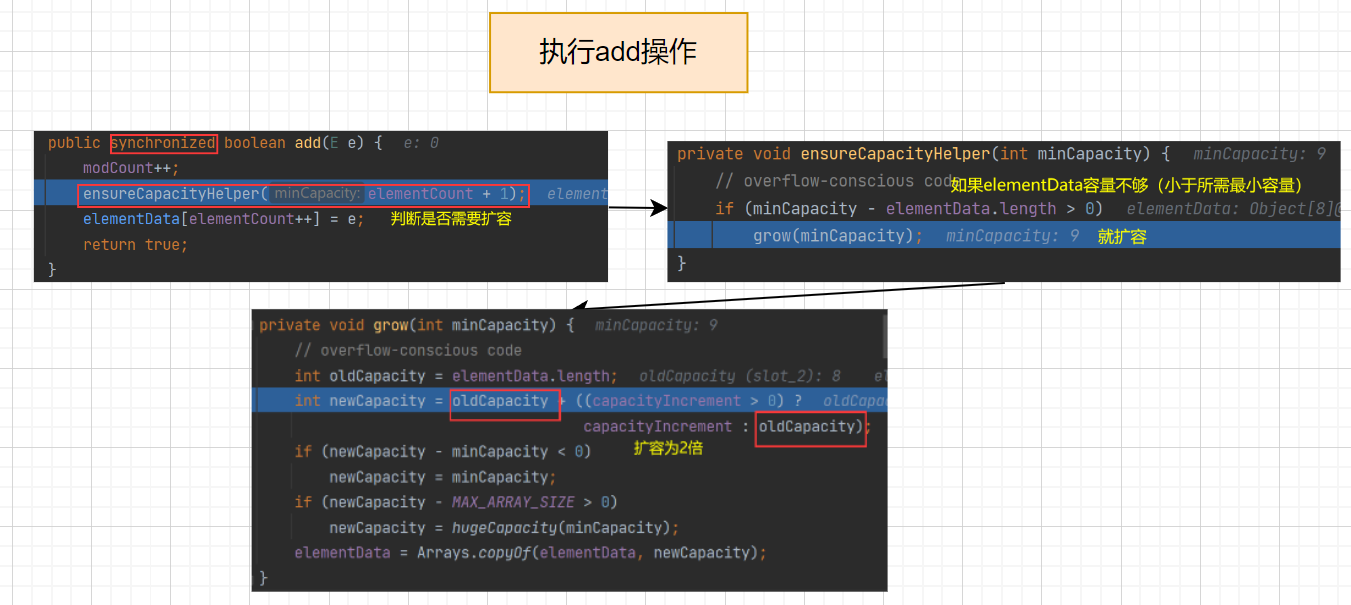 执行add操作
public synchronized boolean add(E e) { e: 0
modCount++;
ensureCapacityHelper( minCapacity: elementCount + 1); element
elementData[elementCount++] = e; 判断是否需要扩容
return true;
}
private void ensureCapacityHelper(int minCapacity) { minCapacity: 9
// overflow-conscious cod 如果elementData容量不够（小于所需最小容量）
if (minCapacity - elementData.length > 0) elementData: Object[8]@
grow(minCapacity); minCapacity: 9 就扩容
}
private void grow(int minCapacity) { minCapacity: 9
// overflow-conscious code
int oldCapacity = elementData.length; oldCapacity (slot_2): 8 el
int newCapacity = oldCapacity + ((capacityIncrement > 0) ? oldCapa
capacityIncrement : oldCapacity);
扩容为2倍
if (newCapacity - minCapacity < 0)
newCapacity = minCapacity;
if (newCapacity - MAX_ARRAY_SIZE > 0)
newCapacity = hugeCapacity(minCapacity);
elementData = Arrays.copyOf(elementData, newCapacity);
}